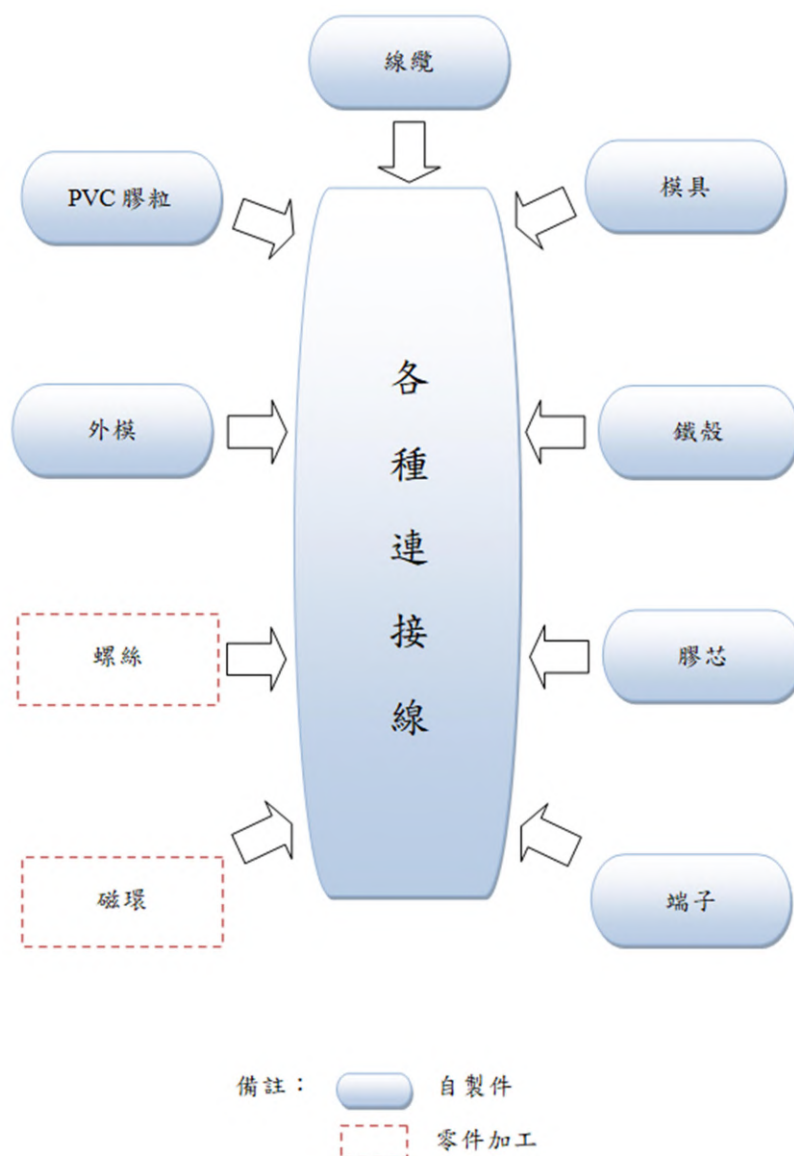 線纜
PVC 膠粒
模具
各
種
連
接
線
外模
鐵殼
螺絲
膠芯
磁環
端子
備註：
自製件
零件加工